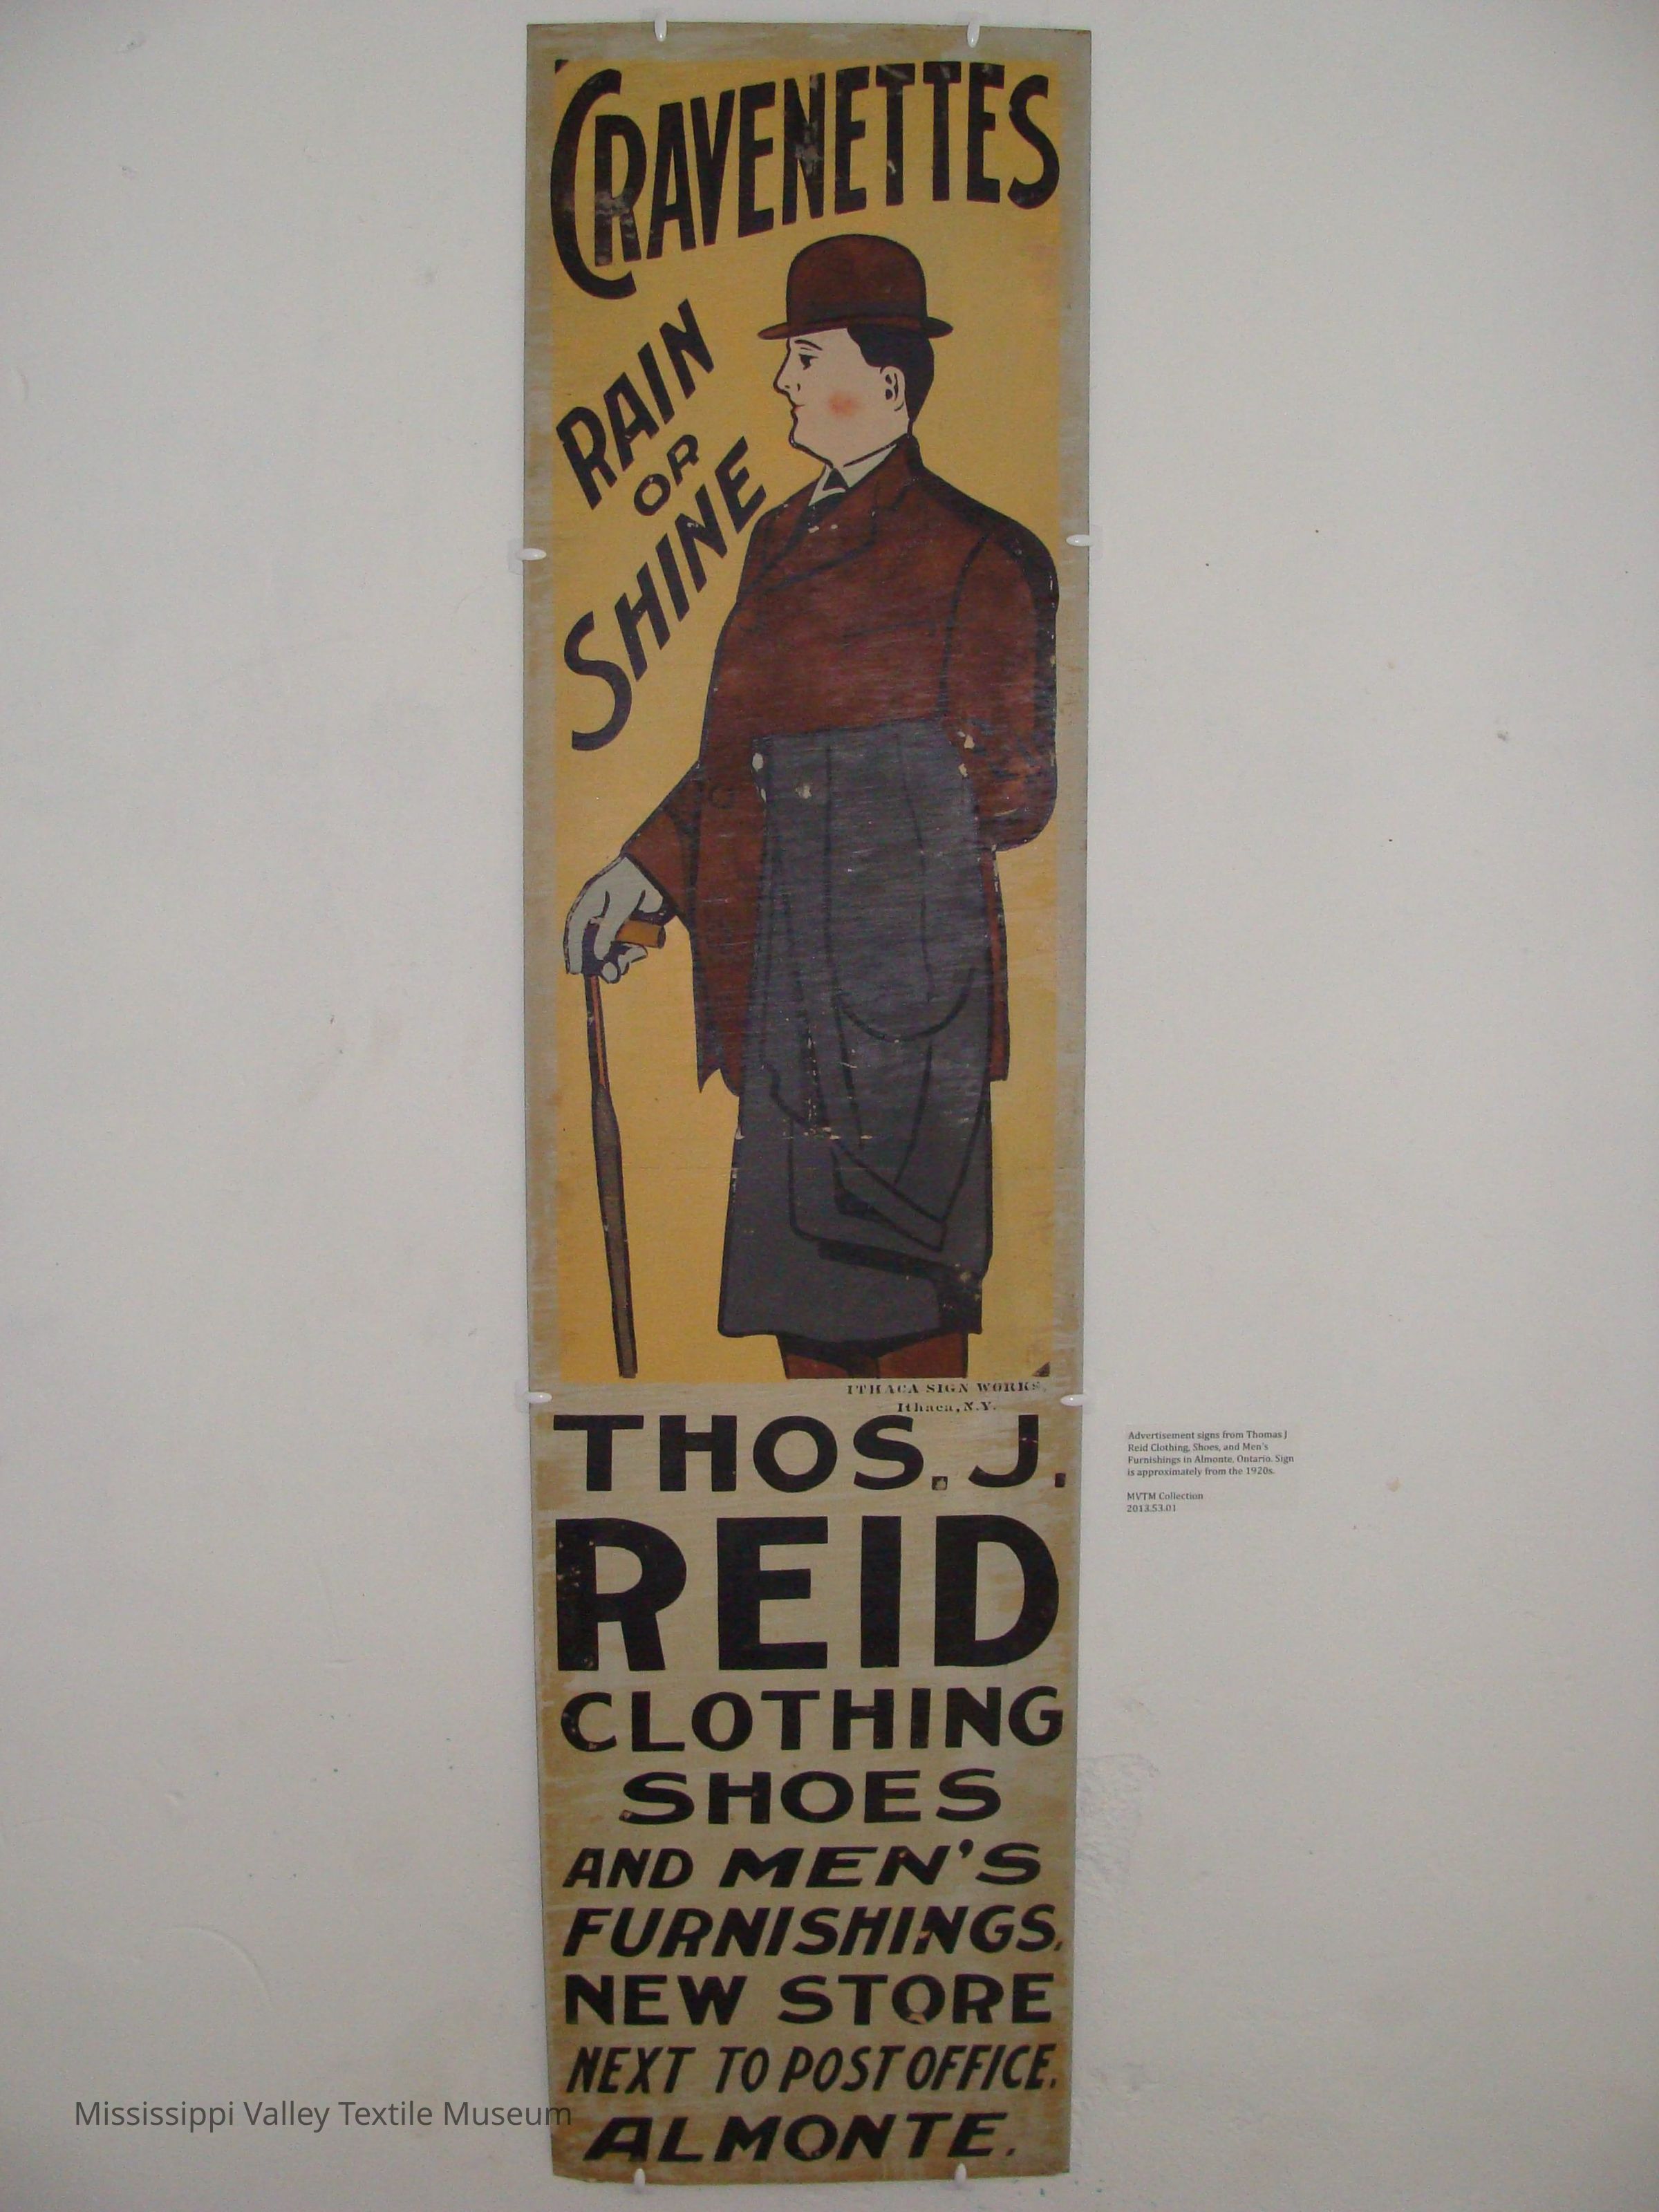 CRAVENETTES
RAIN
OR
SHINE
ITHACA SIGN WORKS,
Ithaca, N.Y.
THOS. J.
REID
CLOTHING
SHOES
AND MEN'S
FURNISHINGS,
NEW STORE
NEXT TO POST OFFICE.
ALMONTE.
Advertisement signs from Thomas J
Reid Clothing, Shoes, and Men's
Furnishings in Almonte, Ontario. Sign
is approximately from the 1920s.
MVTM Collection
2013.53.01
Mississippi Valley Textile Museum